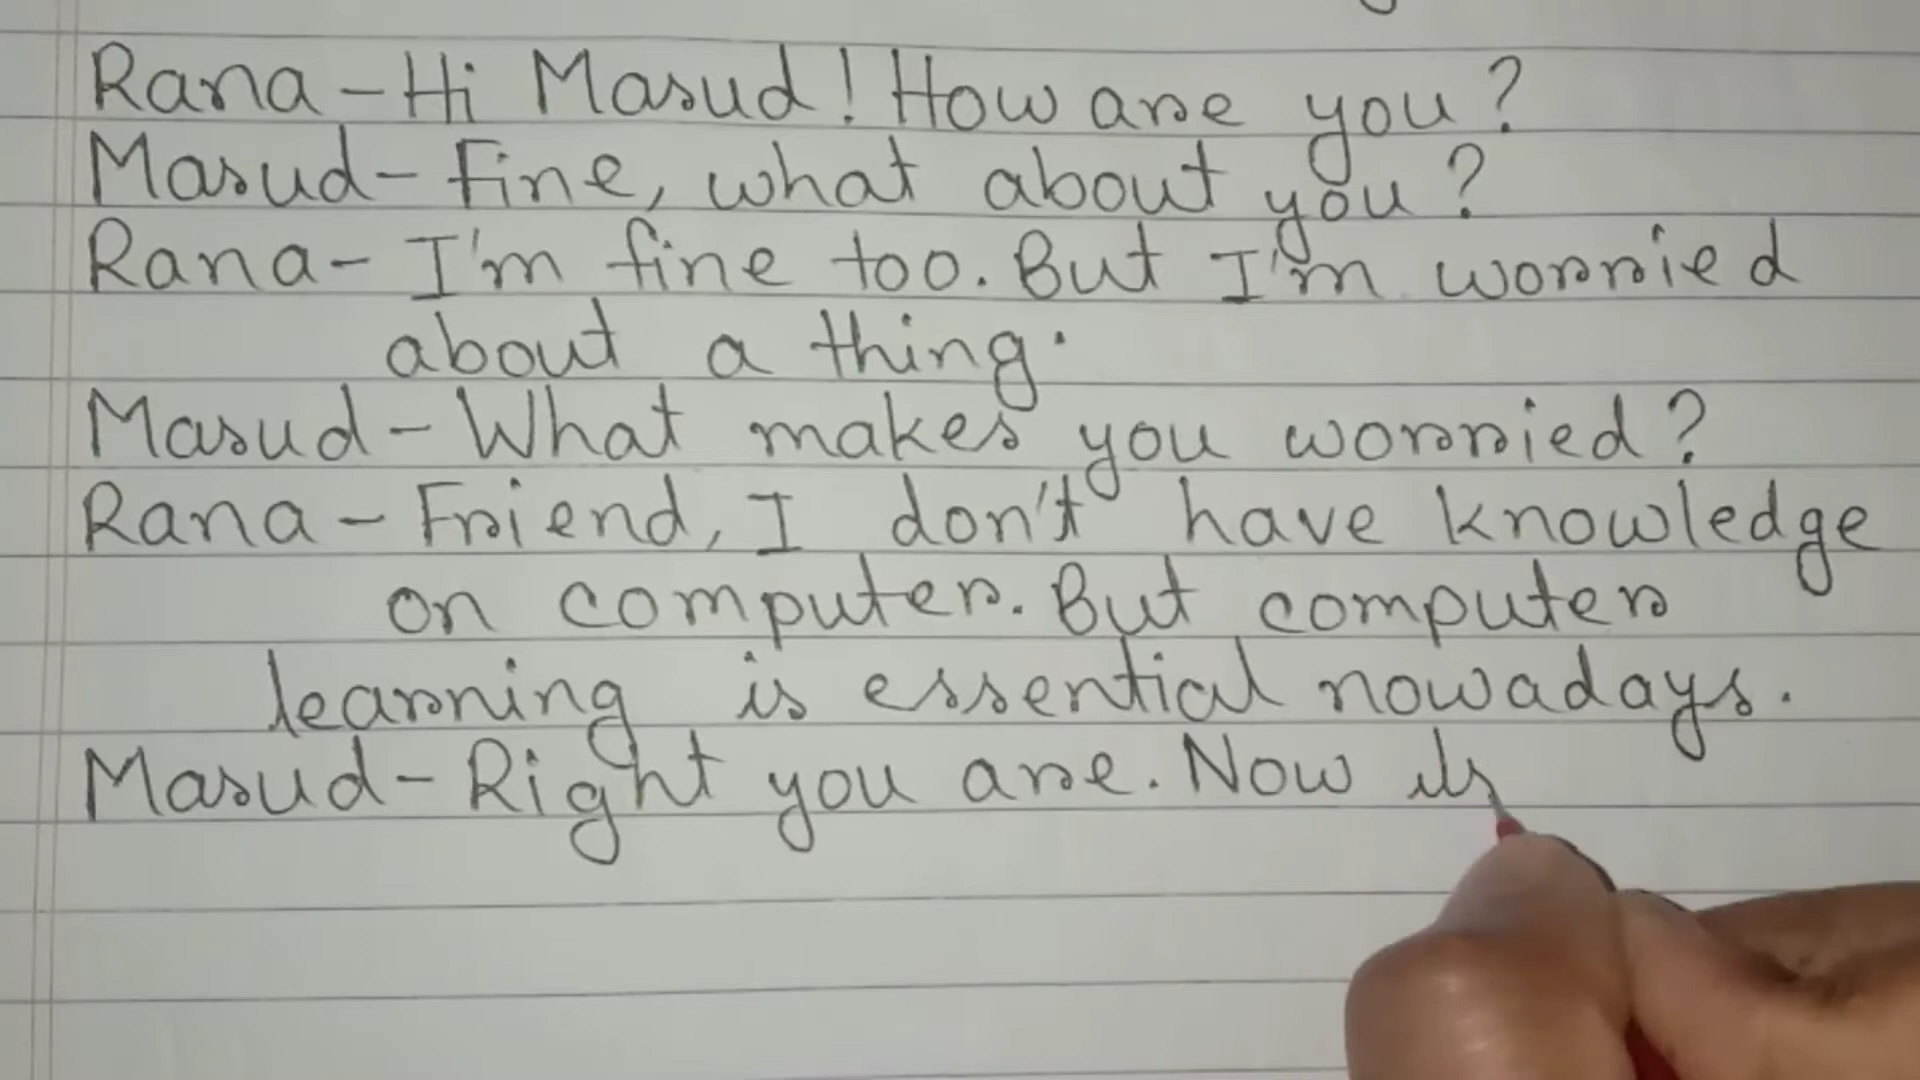 Rana - Hi Masud! How are you?
Masud - Fine, what about you?
Rana - I'm fine too. But I'm worried
about a thing.
Masud - What makes you worried?
Rana - Friend, I don't have knowledge
on computer. But computer
learning is essential nowadays.
Masud - Right you are. Now